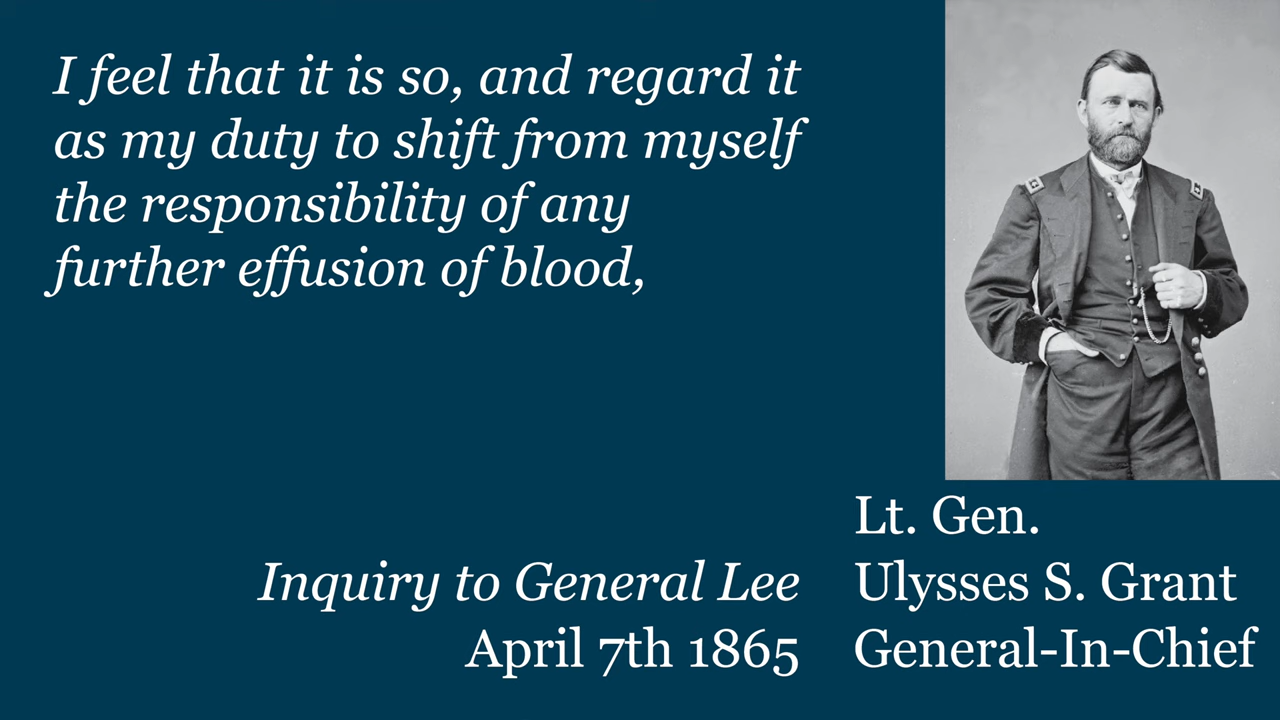 I feel that it is so, and regard it
as my duty to shift from myself
the responsibility of any
further effusion of blood,
Inquiry to General Lee
April 7th 1865
Lt. Gen.
Ulysses S. Grant
General-In-Chief